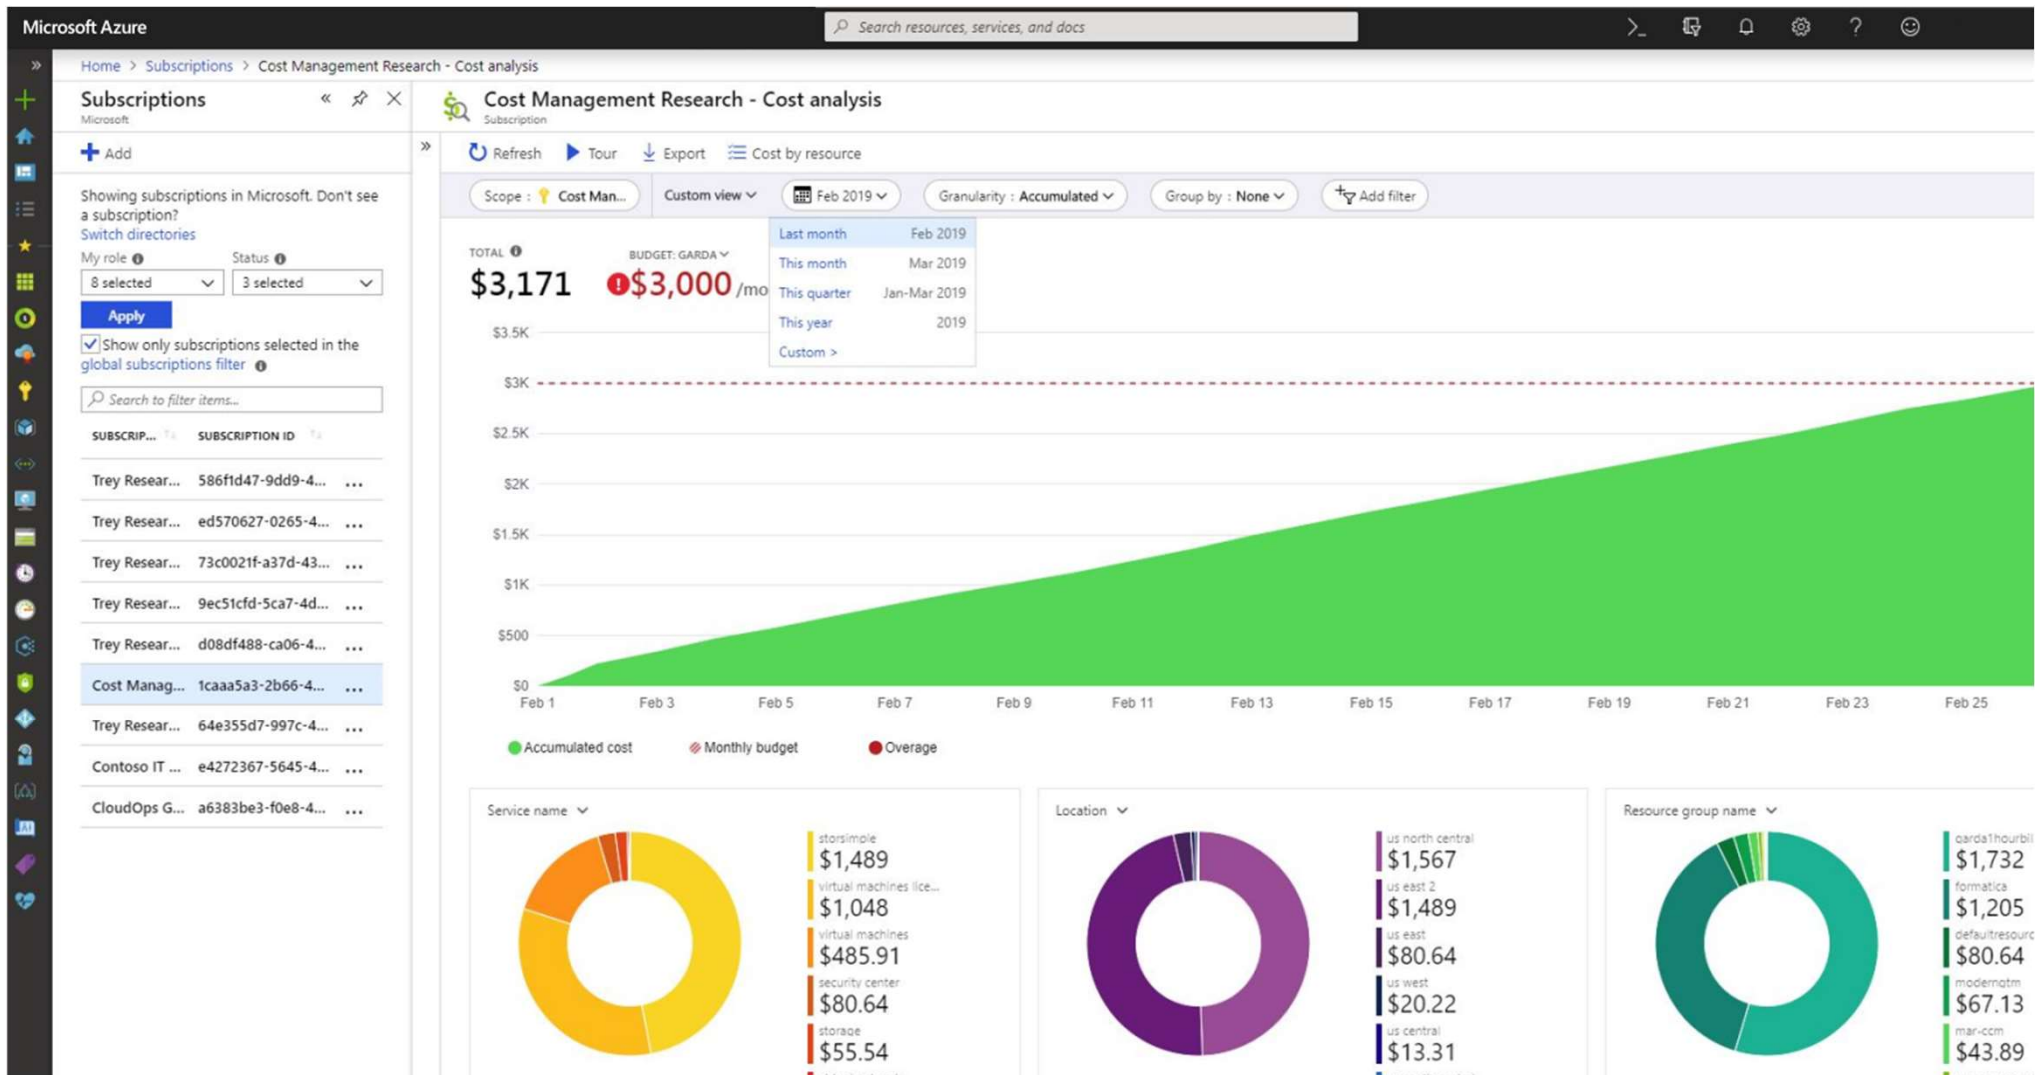 Microsoft Azure
Search resources, services, and docs
Home > Subscriptions > Cost Management Research - Cost analysis
Subscriptions
Microsoft
Add
Showing subscriptions in Microsoft. Don't see
a subscription?
Switch directories
My role
Status
8 selected
3 selected
Apply
Show only subscriptions selected in the
global subscriptions filter
Search to filter items...
SUBSCRIP... SUBSCRIPTION ID
Trey Resear... 586f1d47-9dd9-4... ...
Trey Resear... ed570627-0265-4... ...
Trey Resear... 73c0021f-a37d-43... ...
Trey Resear... 9ec51cfd-5ca7-4d... ...
Trey Resear... d08df488-ca06-4... ...
Cost Manag... 1caaa5a3-2b66-4... ...
Trey Resear... 64e355d7-997c-4... ...
Contoso IT ... e4272367-5645-4... ...
CloudOps G... a6383be3-f0e8-4... ...
Cost Management Research - Cost analysis
Subscription
Refresh Tour Export Cost by resource
Scope : Cost Man... Custom view Feb 2019 Granularity : Accumulated Group by : None Add filter
Last month Feb 2019
This month Mar 2019
This quarter Jan-Mar 2019
This year 2019
Custom >
TOTAL
$3,171
BUDGET: GARDA
$3,000 /mo
$3.5K
$3K
$2.5K
$2K
$1.5K
$1K
$500
$0
Feb 1 Feb 3 Feb 5 Feb 7 Feb 9 Feb 11 Feb 13 Feb 15 Feb 17 Feb 19 Feb 21 Feb 23 Feb 25
Accumulated cost Monthly budget Overage
Service name
storsimple
$1,489
virtual machines lice...
$1,048
virtual machines
$485.91
security center
$80.64
storage
$55.54
Location
us north central
$1,567
us east 2
$1,489
us east
$80.64
us west
$20.22
us central
$13.31
Resource group name
garda1hourbil
$1,732
formatica
$1,205
defaultresourc
$80.64
moderngtm
$67.13
mar-ccm
$43.89